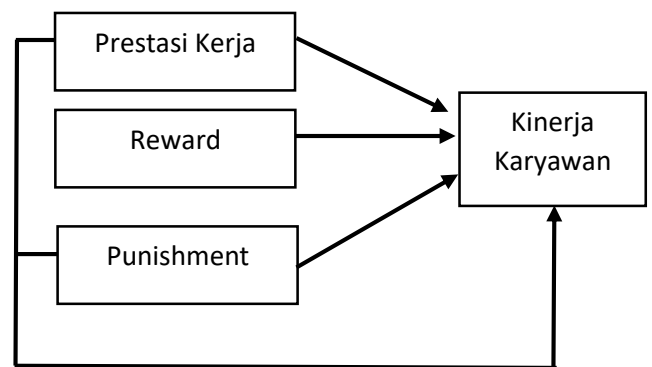 Prestasi Kerja
Reward
Punishment
Kinerja
Karyawan